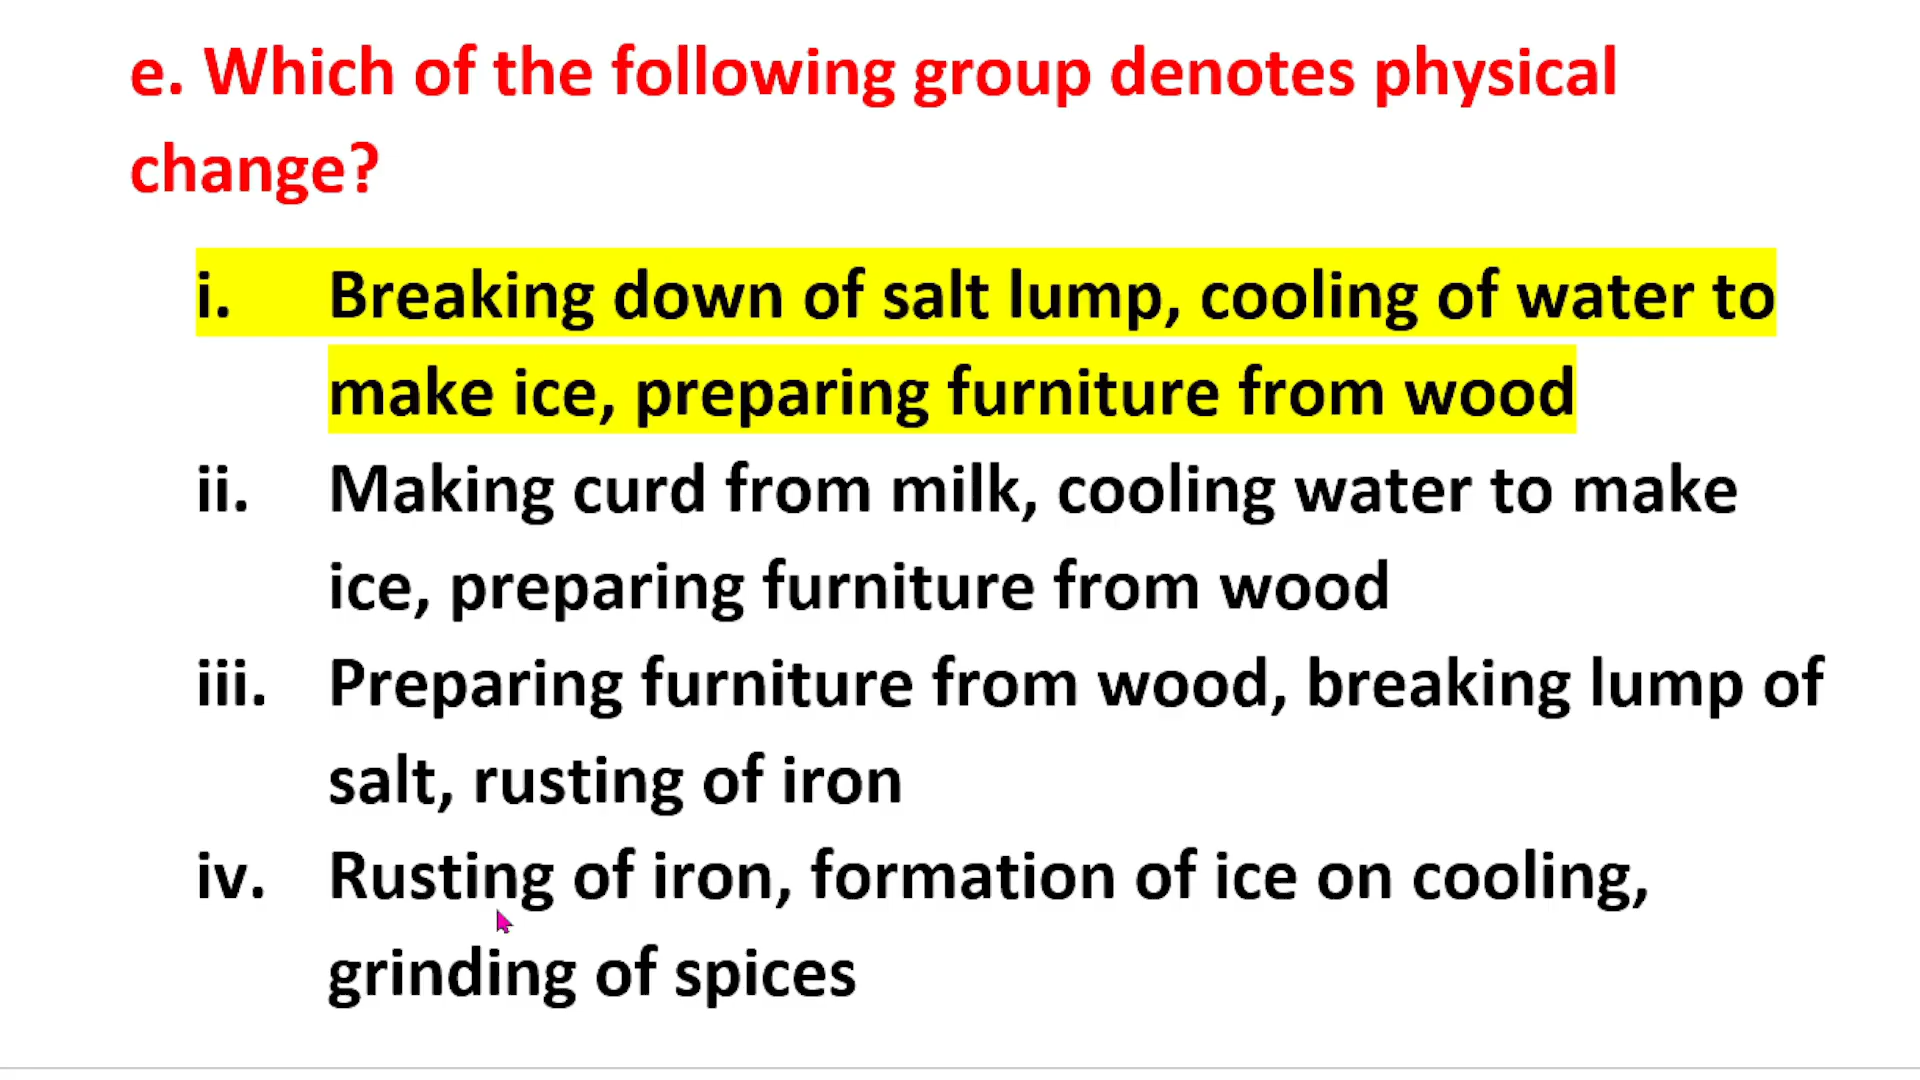 e. Which of the following group denotes physical
change?
i. Breaking down of salt lump, cooling of water to
make ice, preparing furniture from wood
ii. Making curd from milk, cooling water to make
ice, preparing furniture from wood
iii. Preparing furniture from wood, breaking lump of
salt, rusting of iron
iv. Rusting of iron, formation of ice on cooling,
grinding of spices